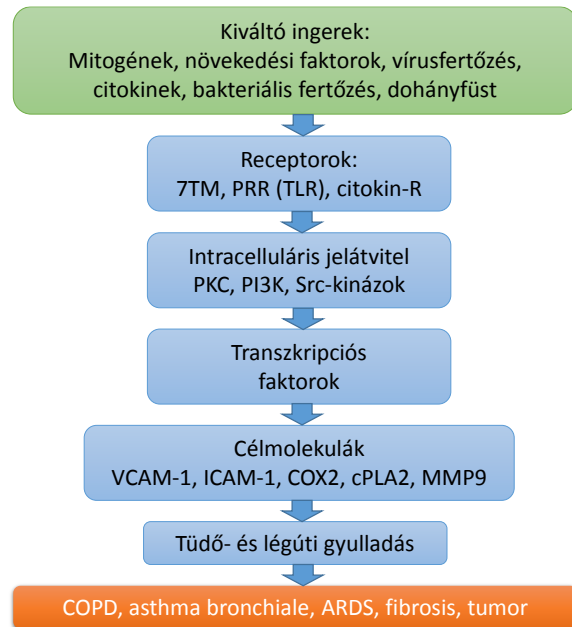 Kiváltó ingerek:
Mitogének, növekedési faktorok, vírusfertőzés,
citokinek, bakteriális fertőzés, dohányfüst
Receptorok:
7TM, PRR (TLR), citokin-R
Intracelluláris jelátvitel
PKC, PI3K, Src-kinázok
Transzkripciós
faktorok
Célmolekulák
VCAM-1, ICAM-1, COX2, cPLA2, MMP9
Tüdő- és légúti gyulladás
COPD, asthma bronchiale, ARDS, fibrosis, tumor